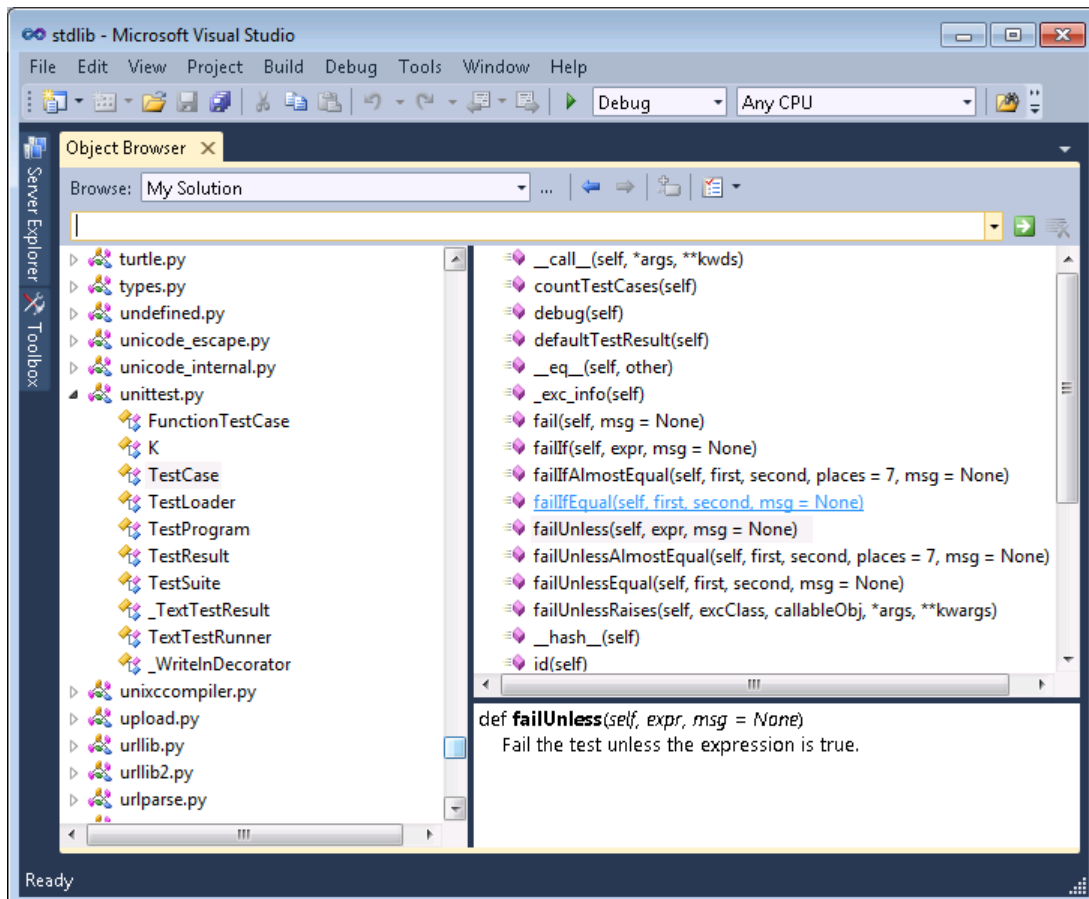 stdlib - Microsoft Visual Studio
File Edit View Project Build Debug Tools Window Help
Debug Any CPU
Server Explorer
Toolbox
Object Browser
Browse: My Solution ...
turtle.py
types.py
undefined.py
unicode_escape.py
unicode_internal.py
unittest.py
FunctionTestCase
K
TestCase
TestLoader
TestProgram
TestResult
TestSuite
_TextTestResult
TextTestRunner
_WritelnDecorator
unixccompiler.py
upload.py
urllib.py
urllib2.py
urlparse.py
__call__(self, *args, **kwds)
countTestCases(self)
debug(self)
defaultTestResult(self)
__eq__(self, other)
_exc_info(self)
fail(self, msg = None)
failIf(self, expr, msg = None)
failIfAlmostEqual(self, first, second, places = 7, msg = None)
failIfEqual(self, first, second, msg = None)
failUnless(self, expr, msg = None)
failUnlessAlmostEqual(self, first, second, places = 7, msg = None)
failUnlessEqual(self, first, second, msg = None)
failUnlessRaises(self, excClass, callableObj, *args, **kwargs)
__hash__(self)
id(self)
def failUnless(self, expr, msg = None)
Fail the test unless the expression is true.
Ready